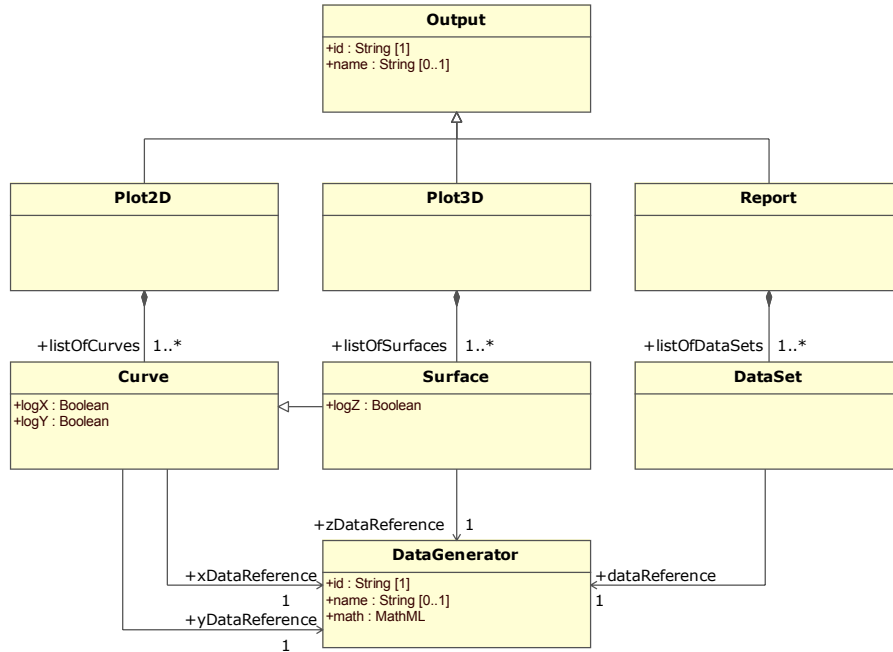 Output
+id : String [1]
+name : String [0..1]
Plot2D
Plot3D
Report
+listOfCurves 1..*
+listOfSurfaces 1..*
+listOfDataSets 1..*
Curve
+logX : Boolean
+logY : Boolean
Surface
+logZ : Boolean
DataSet
+zDataReference 1
DataGenerator
+id : String [1]
+name : String [0..1]
+math : MathML
+xDataReference
1
+yDataReference
1
+dataReference
1